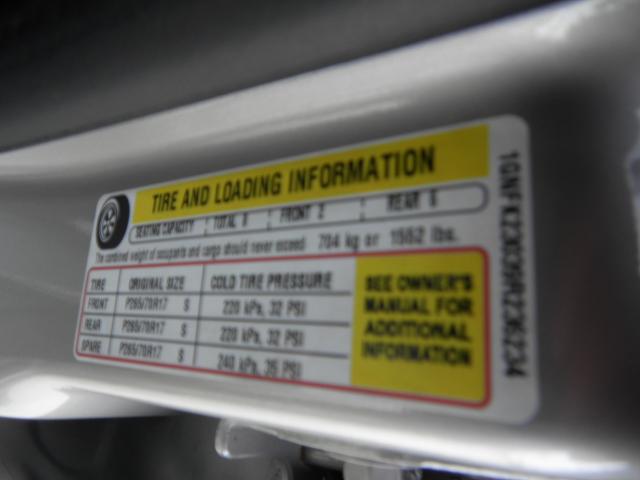 TIRE AND LOADING INFORMATION
SEATING CAPACITY TOTAL 8 FRONT 2 REAR 6
The combined weight of occupants and cargo should never exceed 704 kg or 1552 lbs.
TIRE ORIGINAL SIZE COLD TIRE PRESSURE
FRONT P265/70R17 S 220 kPa, 32 PSI
REAR P265/70R17 S 220 kPa, 32 PSI
SPARE P265/70R17 S 240 kPa, 35 PSI
SEE OWNER'S
MANUAL FOR
ADDITIONAL
INFORMATION